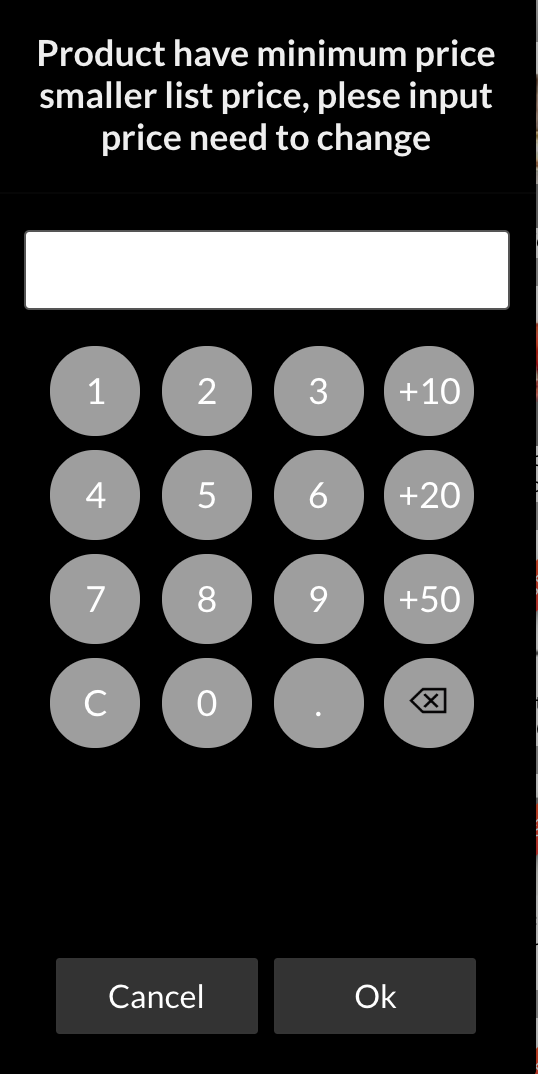 Product have minimum price
smaller list price, plese input
price need to change
1 2 3 +10
4 5 6 +20
7 8 9 +50
C 0 .
Cancel Ok